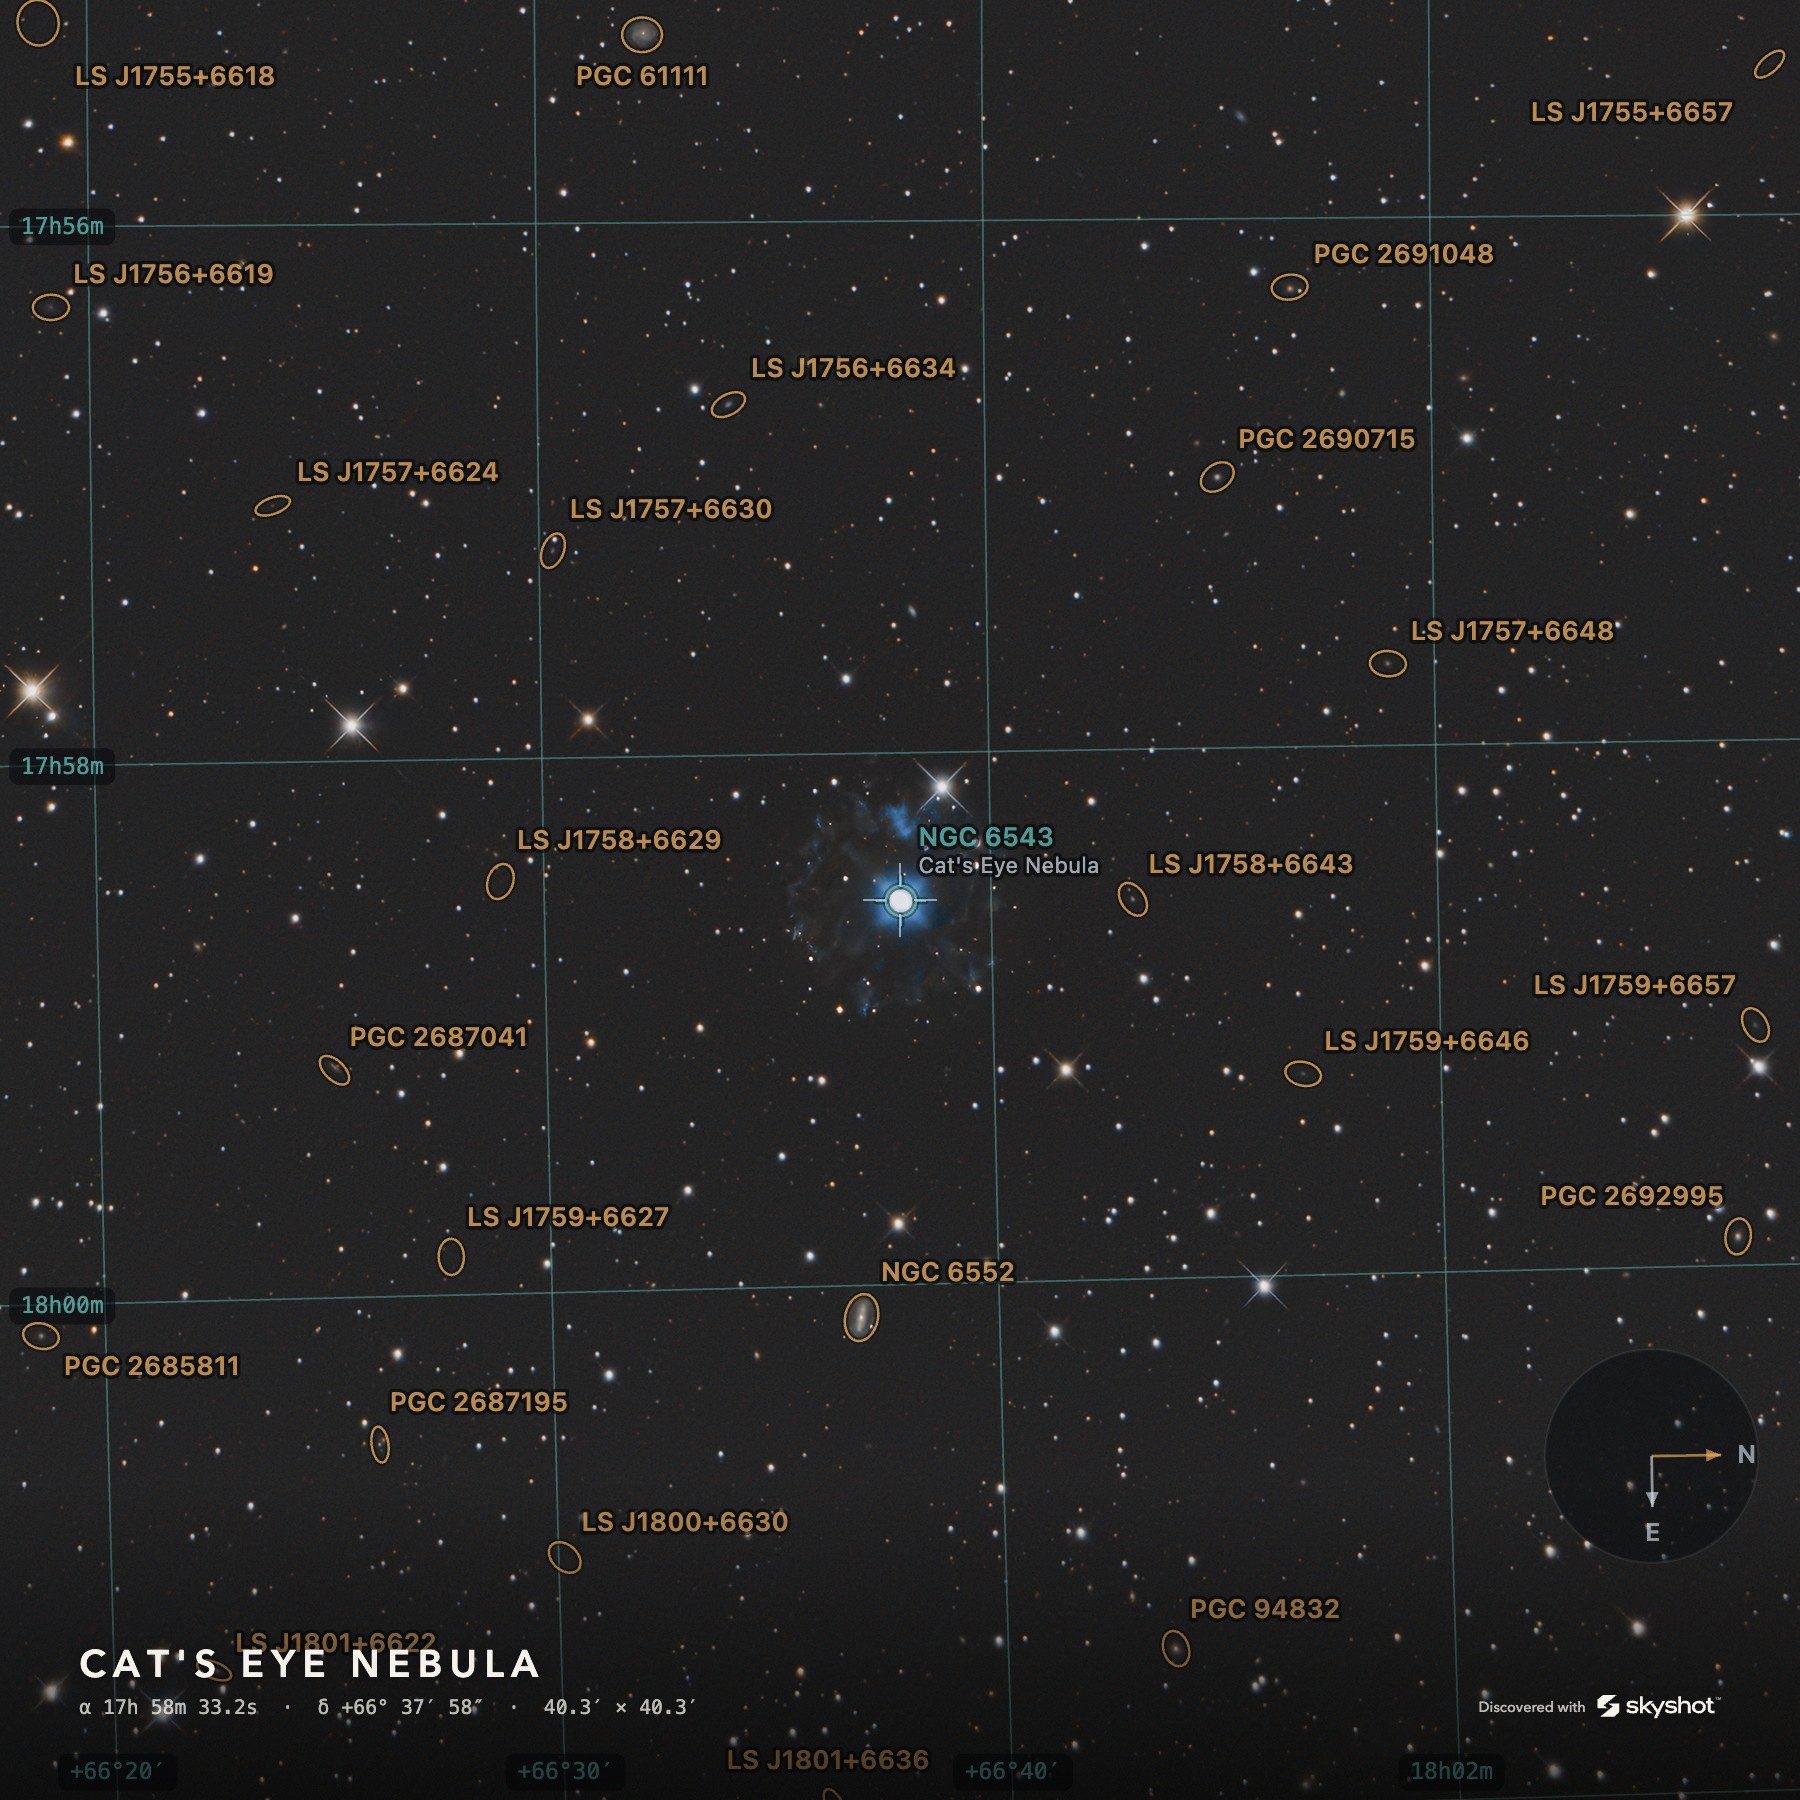 LS J1755+6618
PGC 61111
LS J1755+6657
17h56m
LS J1756+6619
PGC 2691048
LS J1756+6634
PGC 2690715
LS J1757+6624
LS J1757+6630
LS J1757+6648
17h58m
NGC 6543
Cat's Eye Nebula
LS J1758+6629
LS J1758+6643
LS J1759+6657
PGC 2687041
LS J1759+6646
PGC 2692995
LS J1759+6627
NGC 6552
18h00m
PGC 2685811
PGC 2687195
N
E
LS J1800+6630
PGC 94832
LS J1801+6622
CAT'S EYE NEBULA
α 17h 58m 33.2s · δ +66° 37′ 58″ · 40.3′ × 40.3′
Discovered with skyshot™
LS J1801+6636
+66°20′
+66°30′
+66°40′
18h02m